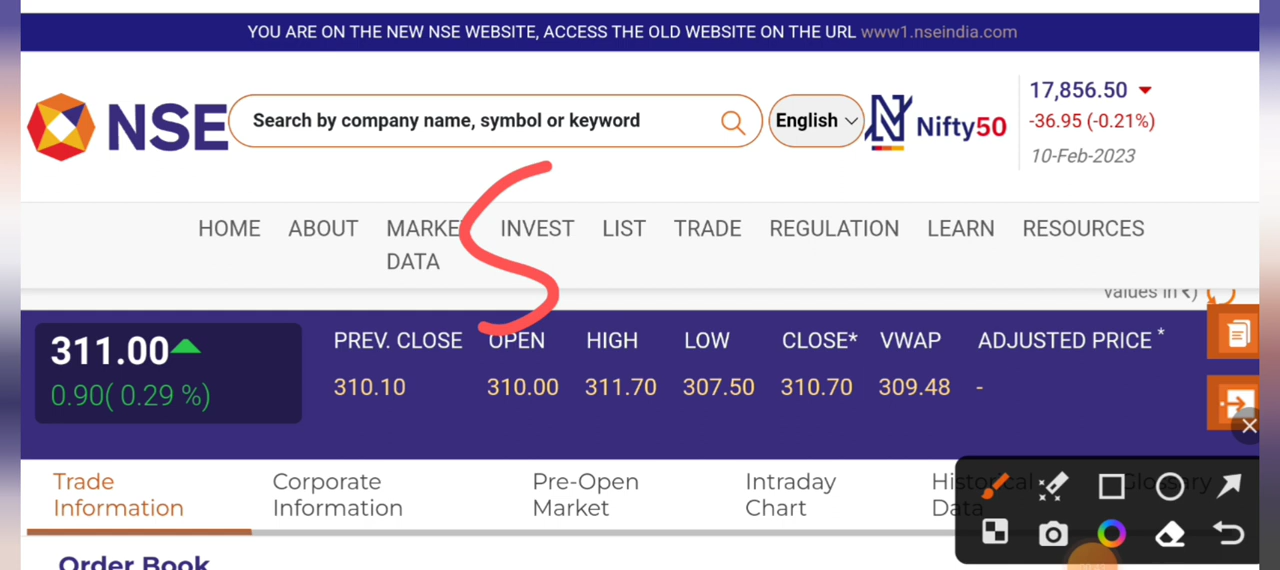 YOU ARE ON THE NEW NSE WEBSITE, ACCESS THE OLD WEBSITE ON THE URL www1.nseindia.com
NSE
Search by company name, symbol or keyword
English
Nifty50
17,856.50
-36.95 (-0.21%)
10-Feb-2023
HOME ABOUT MARKE INVEST LIST TRADE REGULATION LEARN RESOURCES
DATA
values in ₹)
311.00
0.90( 0.29 %)
PREV. CLOSE OPEN HIGH LOW CLOSE* VWAP ADJUSTED PRICE *
310.10 310.00 311.70 307.50 310.70 309.48 -
Trade Information
Corporate Information
Pre-Open Market
Intraday Chart
Historical Data
Glossary
Order Book
S